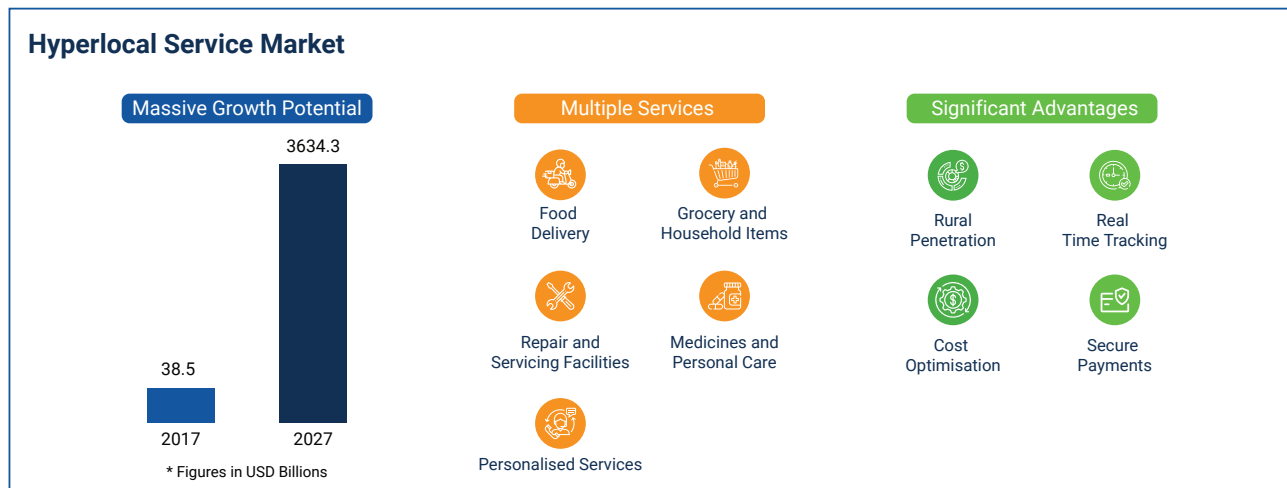 Hyperlocal Service Market
Massive Growth Potential
3634.3
38.5
2017
2027
* Figures in USD Billions
Multiple Services
Food
Delivery
Grocery and
Household Items
Repair and
Servicing Facilities
Medicines and
Personal Care
Personalised Services
Significant Advantages
Rural
Penetration
Real
Time Tracking
Cost
Optimisation
Secure
Payments